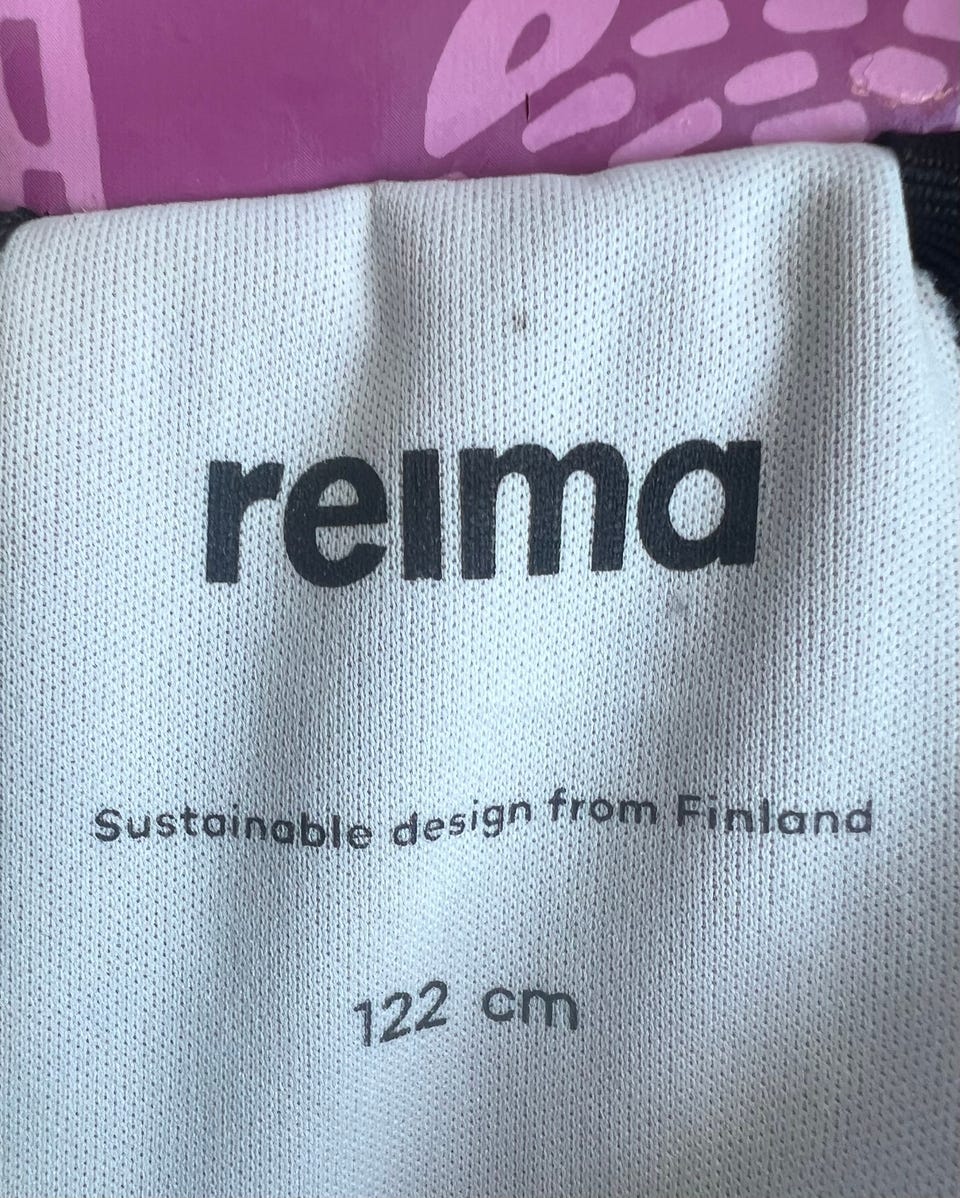 reima
Sustainable design from Finland
122 cm